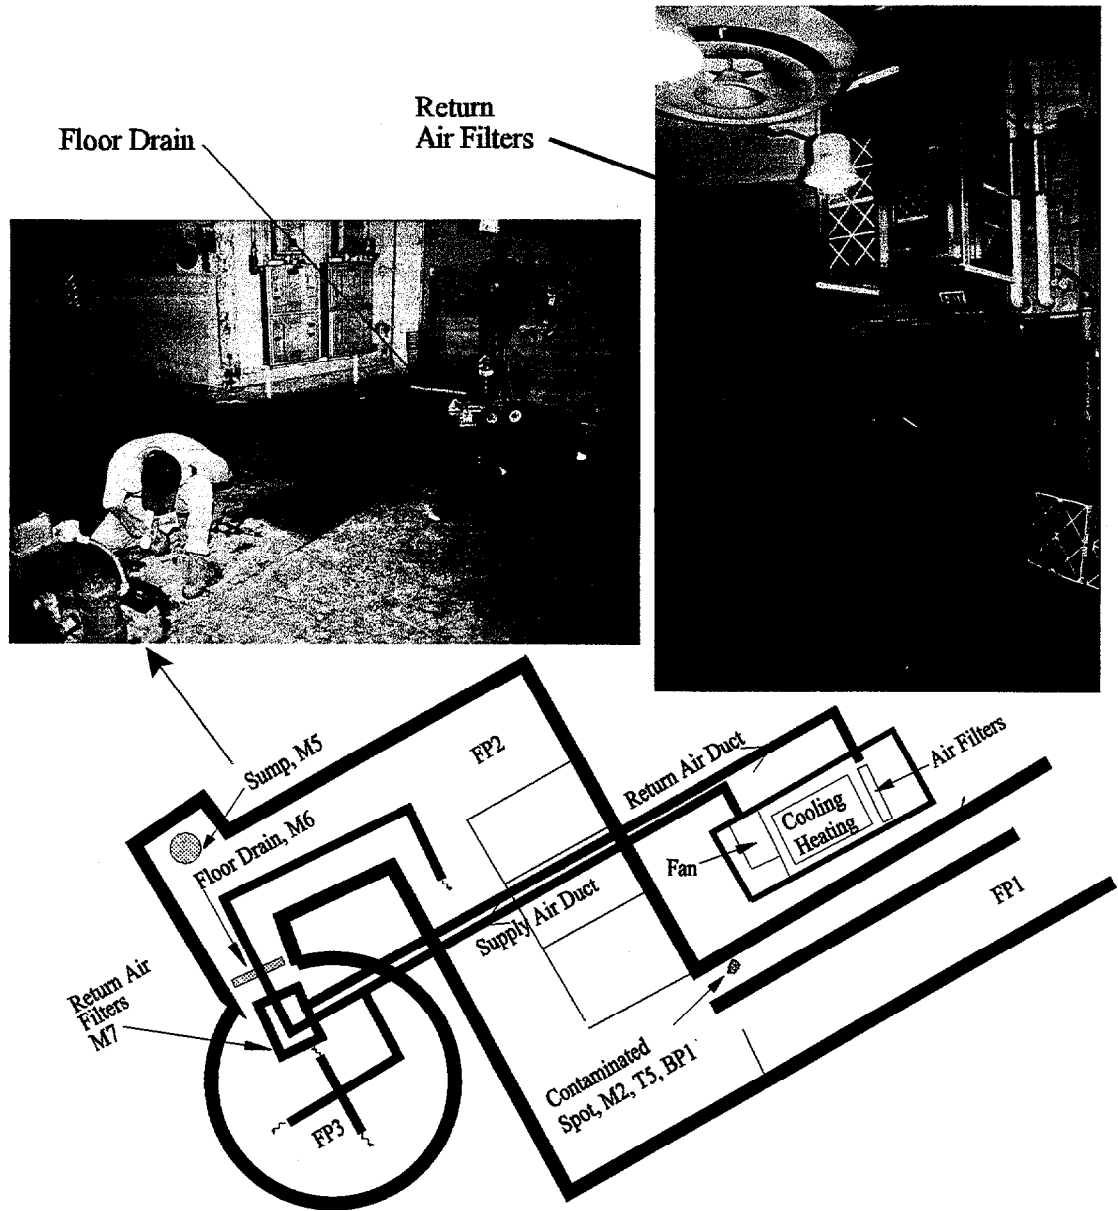 Return
Air Filters
Floor Drain
Sump, M5
Floor Drain, M6
Return Air
Filters
M7
FP2
Return Air Duct
Air Filters
Cooling
Heating
Fan
Supply Air Duct
FP1
Contaminated
Spot, M2, T5, BP1
FP3